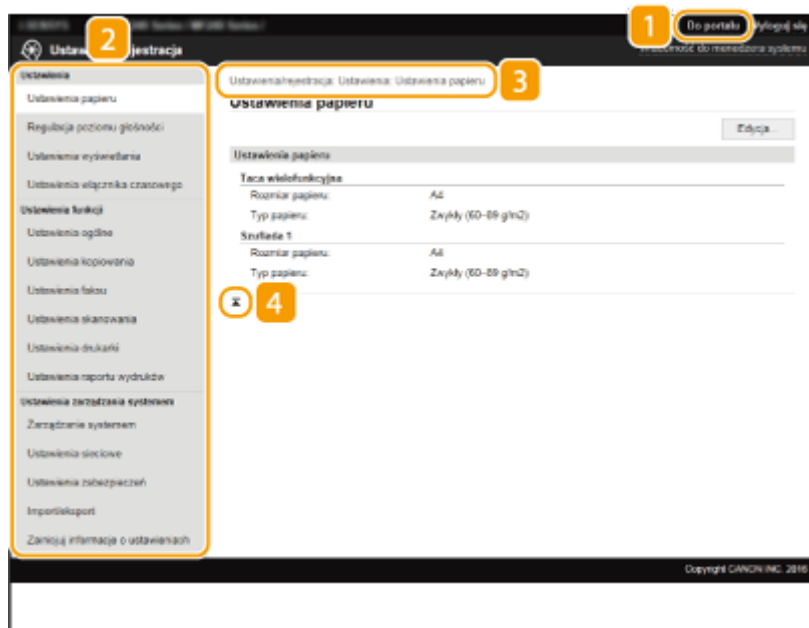 1
Do portalu Wyloguj się
2
Wiadomość do menedżera systemu
Ustawienia
Ustawienia papieru
Regulacja poziomu głośności
Ustawienia wyświetlania
Ustawienia włącznika czasowego
Ustawienia funkcji
Ustawienia ogólne
Ustawienia kopiowania
Ustawienia faksu
Ustawienia skanowania
Ustawienia drukarki
Ustawienia raportu wydruków
Ustawienia zarządzania systemem
Zarządzanie systemem
Ustawienia sieciowe
Ustawienia zabezpieczeń
Import/eksport
Zainicjuj informacje o ustawieniach
Ustawienia/rejestracja: Ustawienia: Ustawienia papieru
3
Ustawienia papieru
Edycja...
Ustawienia papieru
Taca wielofunkcyjna
Rozmiar papieru: A4
Typ papieru: Zwykły (60-89 g/m2)
Szuflada 1
Rozmiar papieru: A4
Typ papieru: Zwykły (60-89 g/m2)
4
Copyright CANON INC. 2016